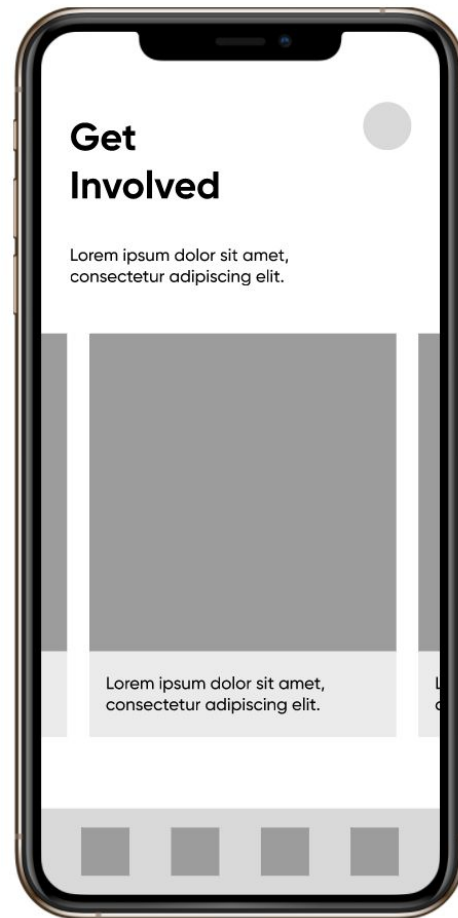 Get
Involved
Lorem ipsum dolor sit amet,
consectetur adipiscing elit.
Lorem ipsum dolor sit amet,
consectetur adipiscing elit.